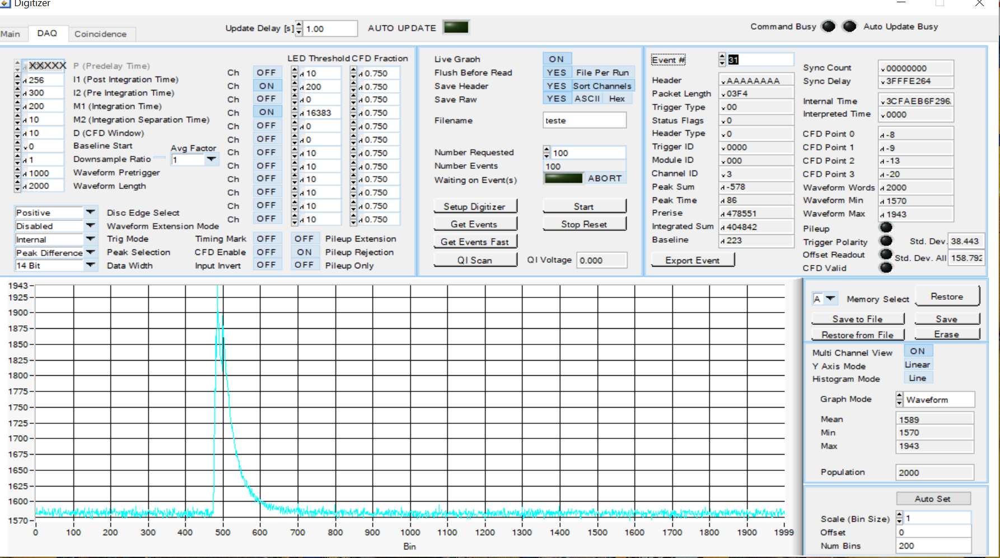 Digitizer
Main DAQ Coincidence
Update Delay [s] 1.00 AUTO UPDATE
Command Busy Auto Update Busy
XXXXX P (Predelay Time)
256 I1 (Post Integration Time)
300 I2 (Pre Integration Time)
200 M1 (Integration Time)
10 M2 (Integration Separation Time)
10 D (CFD Window)
0 Baseline Start
1 Downsample Ratio
Avg Factor
1
1000 Waveform Pretrigger
2000 Waveform Length
Positive Disc Edge Select
Disabled Waveform Extension Mode
Internal Trig Mode
Peak Difference Peak Selection
14 Bit Data Width
LED Threshold CFD Fraction
Ch OFF 10 0.750
Ch ON 200 0.750
Ch OFF 0 0.750
Ch ON 16383 0.750
Ch OFF 0 0.750
Ch OFF 0 0.750
Ch OFF 10 0.750
Ch OFF 10 0.750
Ch OFF 10 0.750
Ch OFF 10 0.750
Ch OFF 10 0.750
Ch OFF 10 0.750
Timing Mark OFF OFF Pileup Extension
CFD Enable OFF ON Pileup Rejection
Input Invert OFF OFF Pileup Only
Live Graph ON
Flush Before Read YES File Per Run
Save Header YES Sort Channels
Save Raw YES ASCII Hex
Filename teste
Number Requested 100
Number Events 100
Waiting on Event(s) ABORT
Setup Digitizer Start
Get Events Stop Reset
Get Events Fast
QI Scan QI Voltage 0.000
Event # 31
Header AAAAAAAA
Packet Length 03F4
Trigger Type 00
Status Flags 0
Header Type 0
Trigger ID 0000
Module ID 000
Channel ID 3
Peak Sum -578
Peak Time 86
Prerise 478551
Integrated Sum 404842
Baseline 223
Export Event
Sync Count 00000000
Sync Delay 3FFFE264
Internal Time 3CFAEB6F296
Interpreted Time 0000
CFD Point 0 -8
CFD Point 1 -9
CFD Point 2 -13
CFD Point 3 -20
Waveform Words 2000
Waveform Min 1570
Waveform Max 1943
Pileup
Trigger Polarity Std. Dev. 38.443
Offset Readout Std. Dev. All 158.792
CFD Valid
1943
1925
1900
1875
1850
1825
1800
1775
1750
1725
1700
1675
1650
1625
1600
1570
0 100 200 300 400 500 600 700 800 900 1000 1100 1200 1300 1400 1500 1600 1700 1800 1900 1999
Bin
A Memory Select Restore
Save to File Save
Restore from File Erase
Multi Channel View ON
Y Axis Mode Linear
Histogram Mode Line
Graph Mode Waveform
Mean 1589
Min 1570
Max 1943
Population 2000
Auto Set
Scale (Bin Size) 1
Offset 0
Num Bins 200